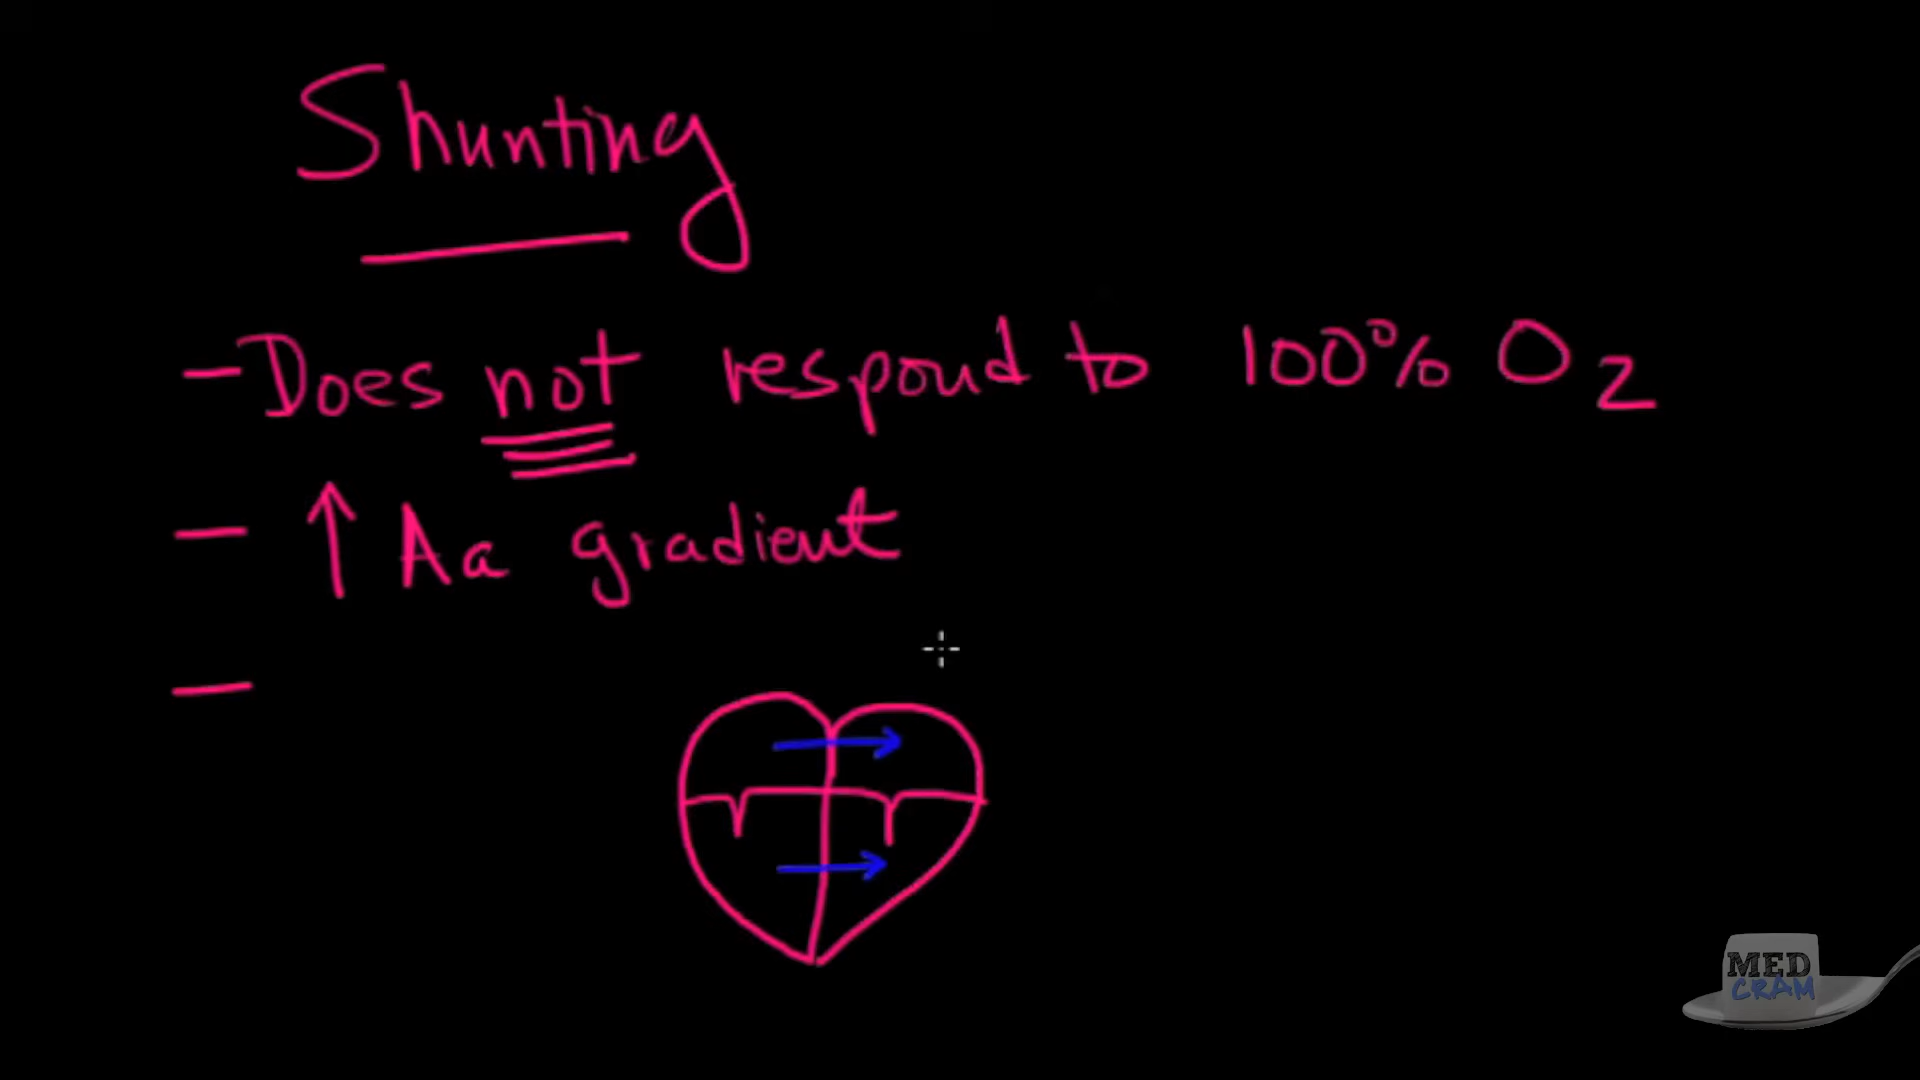 Shunting
- Does not respond to 100% O2
- ↑ Aa gradient
-
MED
CRAM